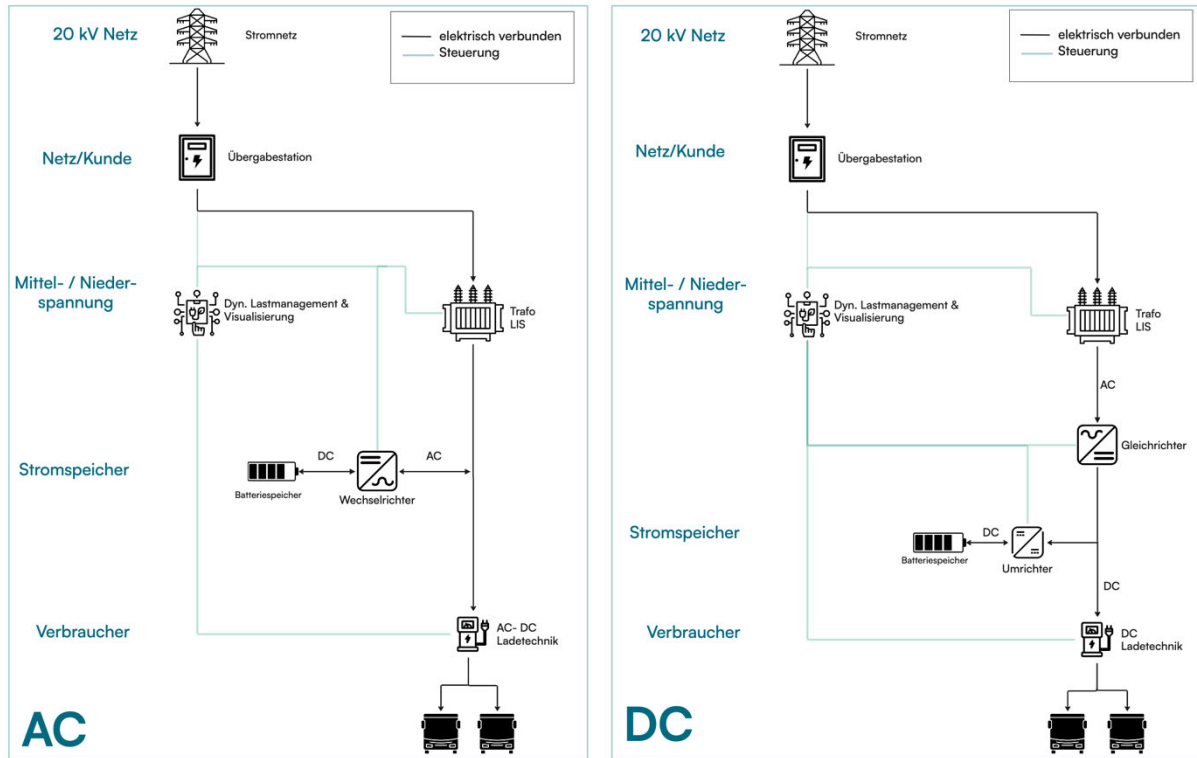 20 kV Netz
Stromnetz
elektrisch verbunden
Steuerung
Netz/Kunde
Übergabestation
Mittel- / Nieder-
spannung
Dyn. Lastmanagement &
Visualisierung
Trafo
LIS
Stromspeicher
DC
AC
Batteriespeicher
Wechselrichter
Verbraucher
AC- DC
Ladetechnik
AC
20 kV Netz
Stromnetz
elektrisch verbunden
Steuerung
Netz/Kunde
Übergabestation
Mittel- / Nieder-
spannung
Dyn. Lastmanagement &
Visualisierung
Trafo
LIS
AC
Gleichrichter
Stromspeicher
DC
Batteriespeicher
Umrichter
DC
Verbraucher
DC
Ladetechnik
DC